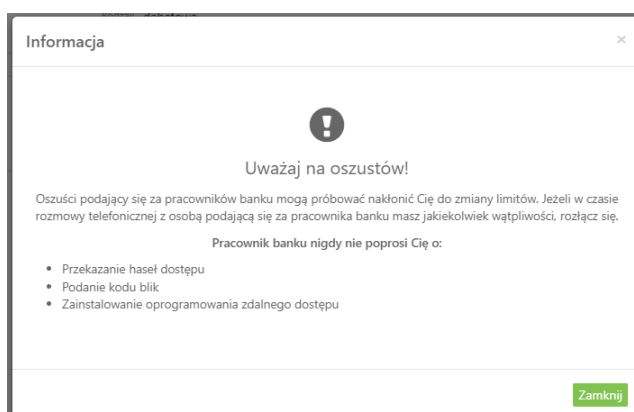 Rodzaj debetowa
Informacja
×
Uważaj na oszustów!
Oszuści podający się za pracowników banku mogą próbować nakłonić Cię do zmiany limitów. Jeżeli w czasie
rozmowy telefonicznej z osobą podającą się za pracownika banku masz jakiekolwiek wątpliwości, rozłącz się.
Pracownik banku nigdy nie poprosi Cię o:
• Przekazanie haseł dostępu
• Podanie kodu blik
• Zainstalowanie oprogramowania zdalnego dostępu
Zamknij